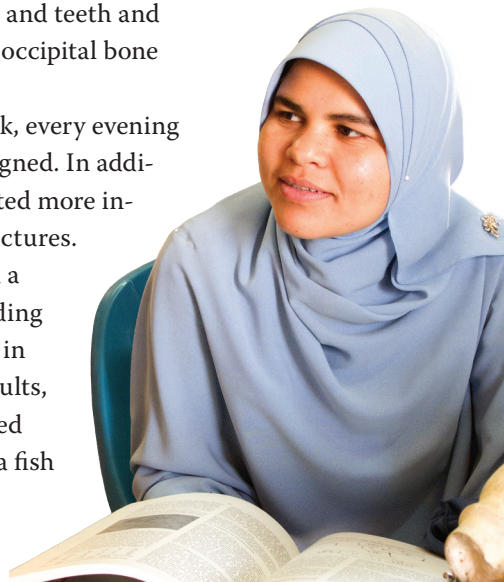 and teeth and
occipital bone
k, every evening
gned. In addi-
ted more in-
ctures.
a
ding
in
ults,
ed
a fish